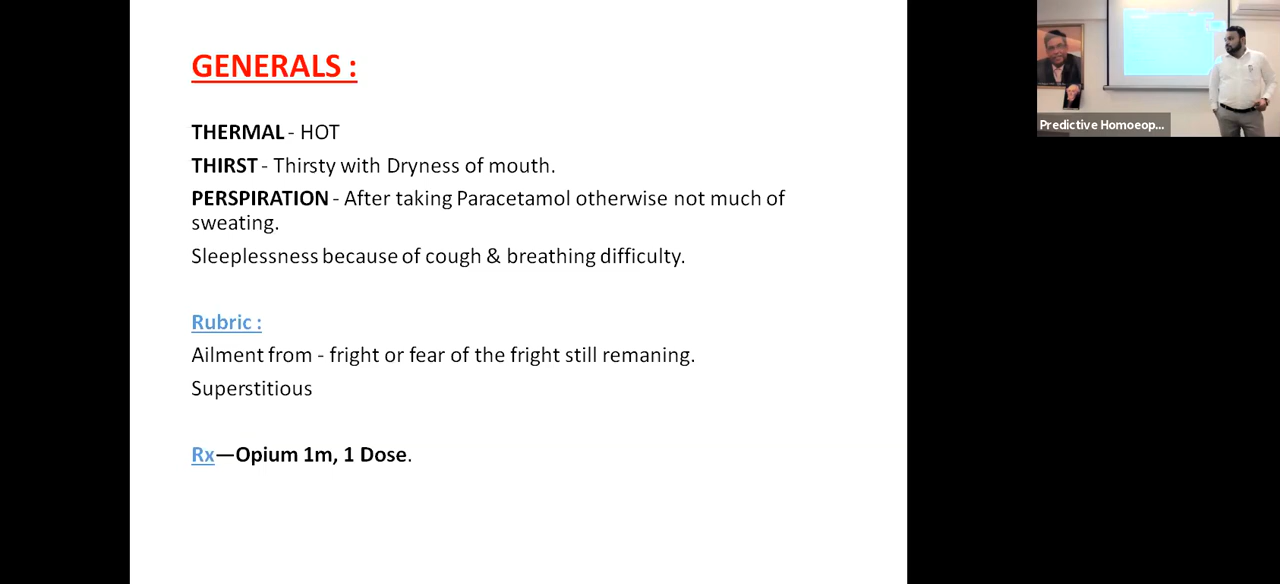 GENERALS :
THERMAL - HOT
THIRST - Thirsty with Dryness of mouth.
PERSPIRATION - After taking Paracetamol otherwise not much of
sweating.
Sleeplessness because of cough & breathing difficulty.
Rubric :
Ailment from - fright or fear of the fright still remaning.
Superstitious
Rx—Opium 1m, 1 Dose.
Predictive Homoeop...